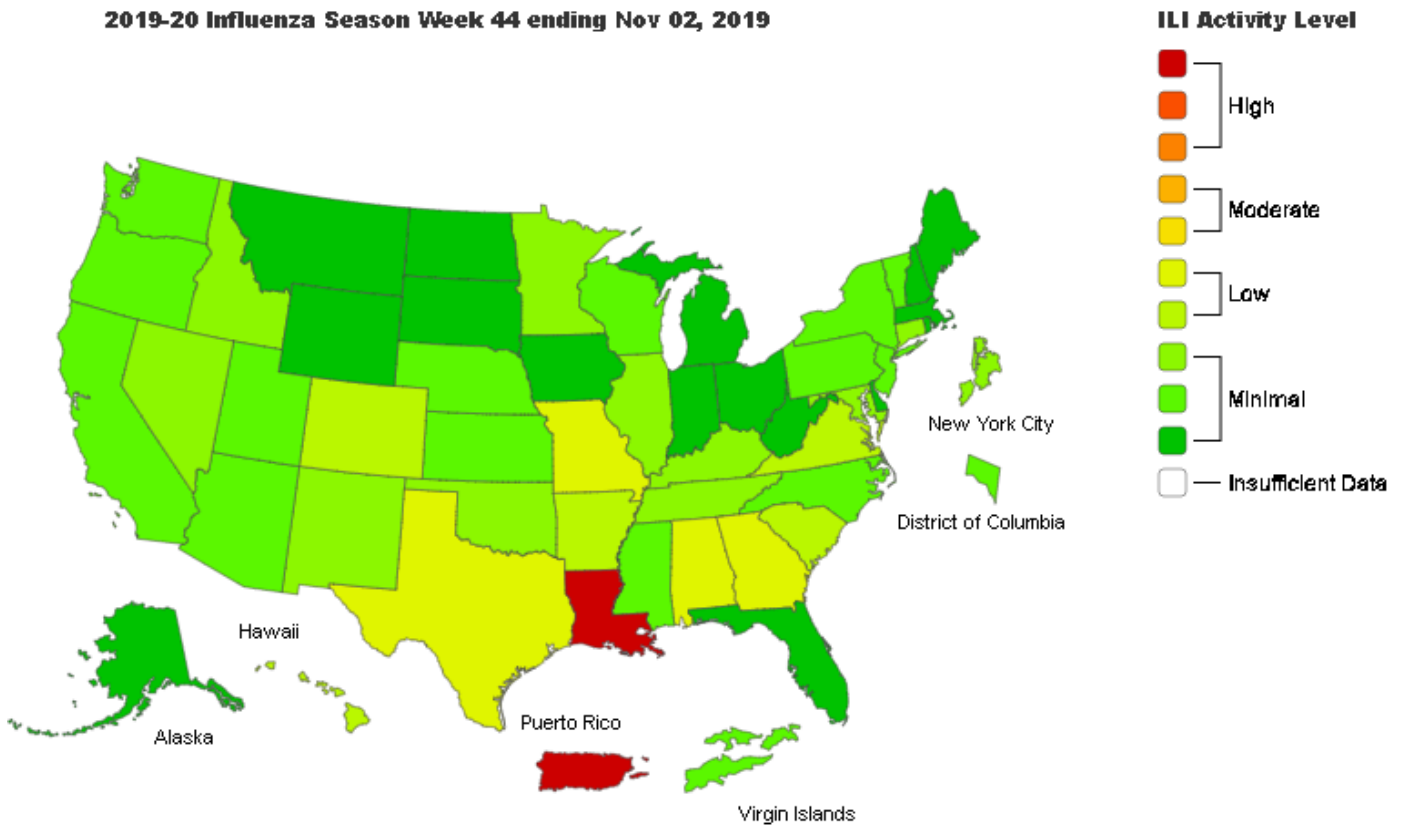 2019-20 Influenza Season Week 44 ending Nov 02, 2019
ILI Activity Level
High
Moderate
Low
Minimal
Insufficient Data
New York City
District of Columbia
Hawaii
Alaska
Puerto Rico
Virgin Islands